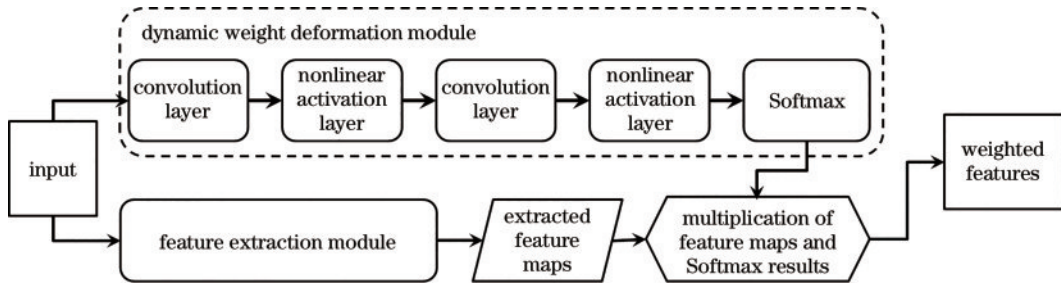 dynamic weight deformation module
convolution
layer
nonlinear
activation
layer
convolution
layer
nonlinear
activation
layer
Softmax
input
weighted
features
feature extraction module
extracted
feature
maps
multiplication of
feature maps and
Softmax results